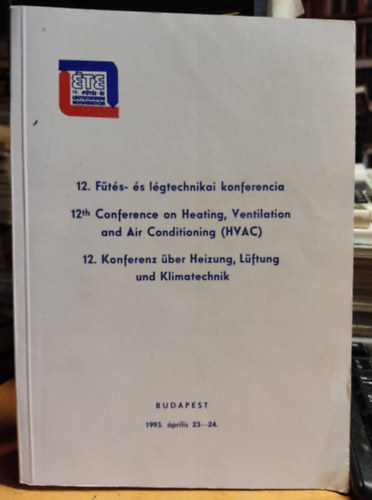 ÉTE
12. Fűtés- és légtechnikai konferencia
12th Conference on Heating, Ventilation
and Air Conditioning (HVAC)
12. Konferenz über Heizung, Lüftung
und Klimatechnik
BUDAPEST
1993. április 23—24.